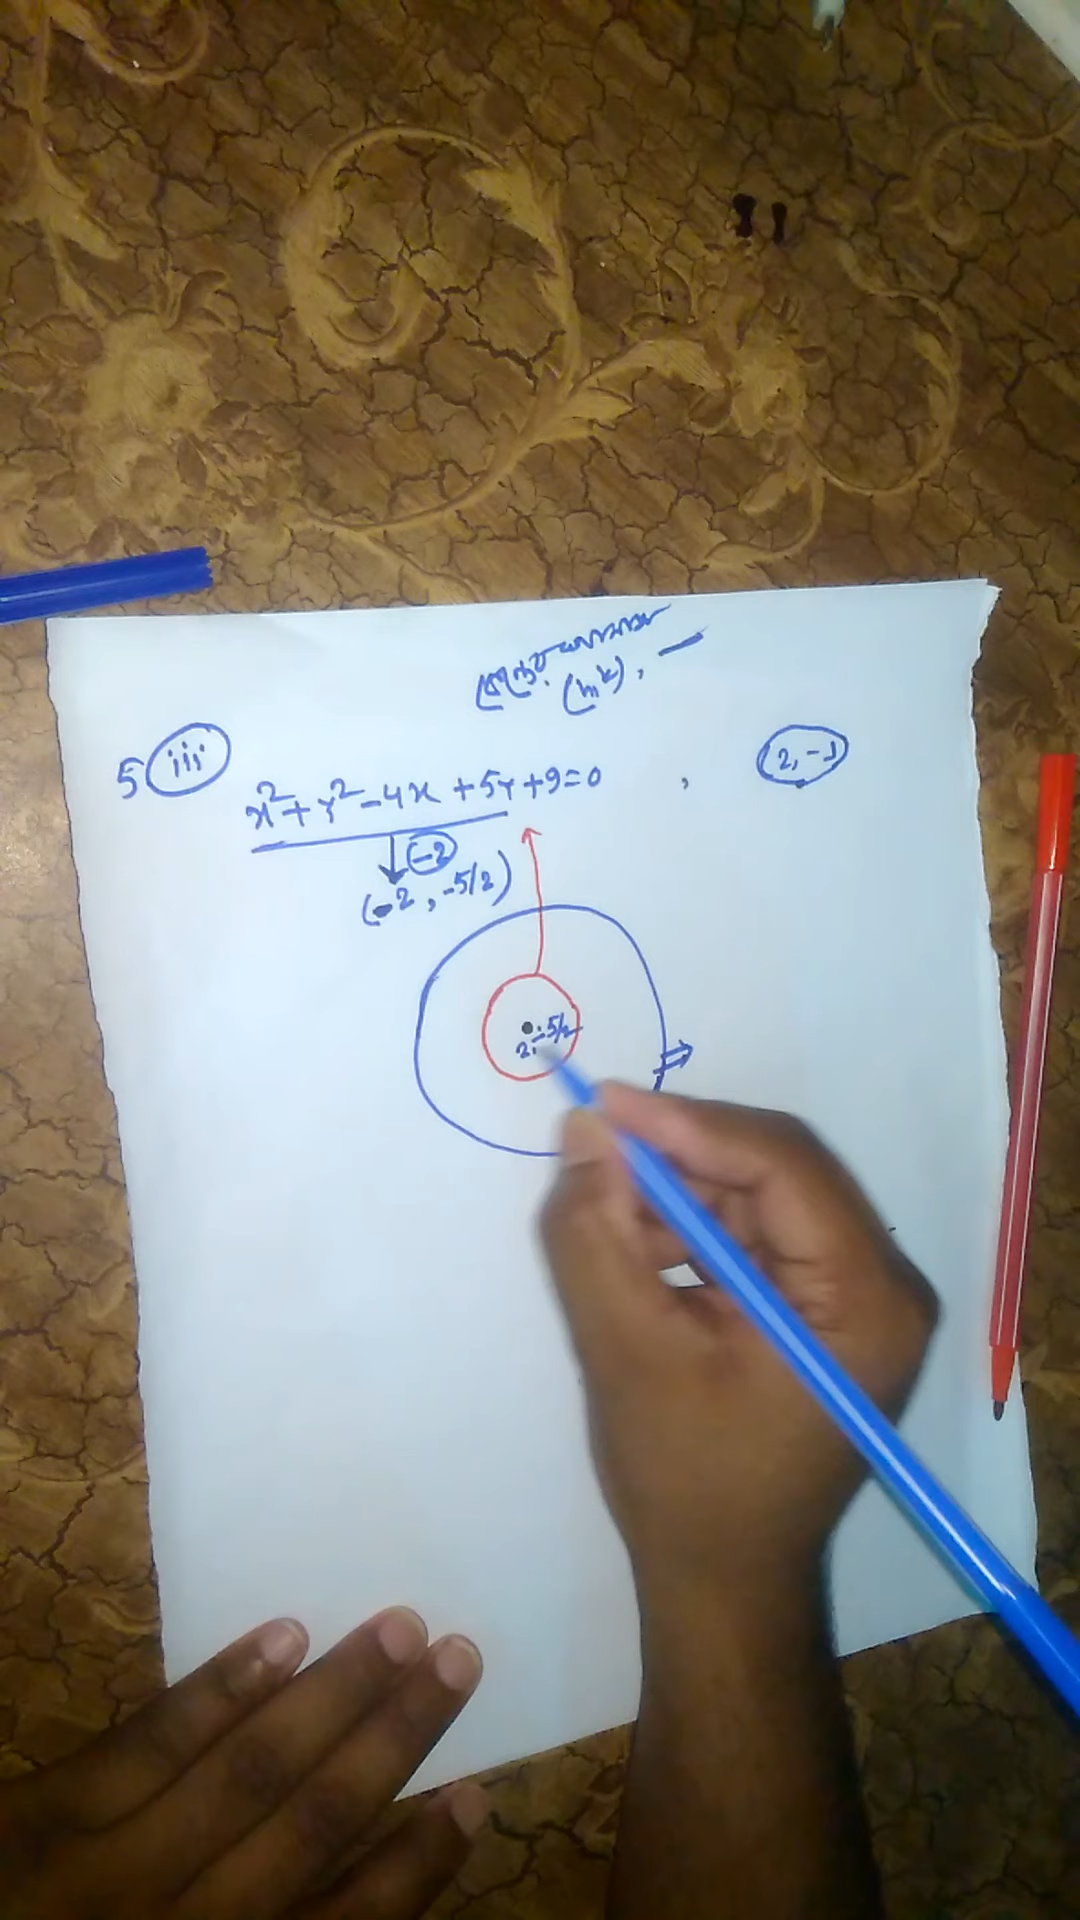 (h, k), —
5 iii
x² + y² - 4x + 5y + 9 = 0 ,
2, -1
-2
(2, -5/2)
2, -5/2